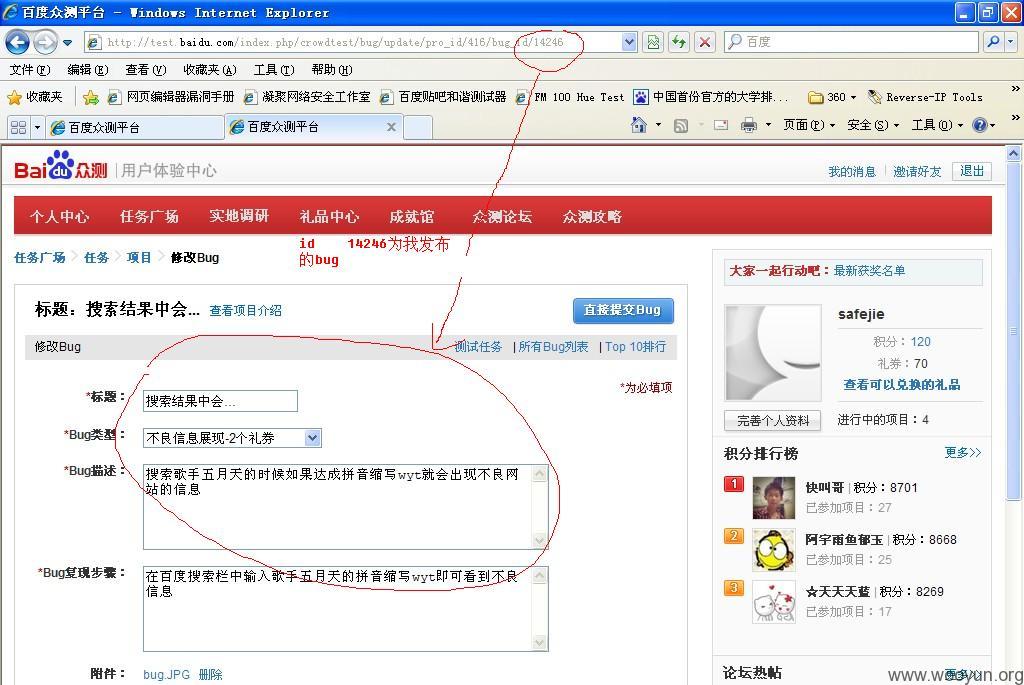 百度众测平台 - Windows Internet Explorer
http://test.baidu.com/index.php/crowdtest/bug/update/pro_id/416/bug_id/14246
百度
文件(F) 编辑(E) 查看(V) 收藏夹(A) 工具(T) 帮助(H)
收藏夹 网页编辑器漏洞手册 凝聚网络安全工作室 百度贴吧和谐测试器 FM 100 Hue Test 中国首份官方的大学排... 360 Reverse-IP Tools
百度众测平台 百度众测平台 页面(P) 安全(S) 工具(O)
Bai du 众测 用户体验中心 我的消息 邀请好友 退出
个人中心 任务广场 实地调研 礼品中心 成就馆 众测论坛 众测攻略
id 14246为我发布
的bug
任务广场 任务 项目 修改Bug
标题：搜索结果中会... 查看项目介绍 直接提交Bug
修改Bug 测试任务 | 所有Bug列表 | Top 10排行
*为必填项
*标题： 搜索结果中会...
*Bug类型： 不良信息展现-2个礼券
*Bug描述： 搜索歌手五月天的时候如果达成拼音缩写wyt就会出现不良网
站的信息
*Bug复现步骤： 在百度搜索栏中输入歌手五月天的拼音缩写wyt即可看到不良
信息
附件： bug.JPG 删除
大家一起行动吧：最新获奖名单
safejie
积分：120
礼券：70
查看可以兑换的礼品
完善个人资料 进行中的项目：4
积分排行榜 更多>>
1 快叫哥 | 积分：8701
已参加项目：27
2 阿宇雨鱼郁玉 | 积分：8668
已参加项目：25
3 ☆天天天蓝 | 积分：8269
已参加项目：17
论坛热帖 更多>>
www.wooyun.org